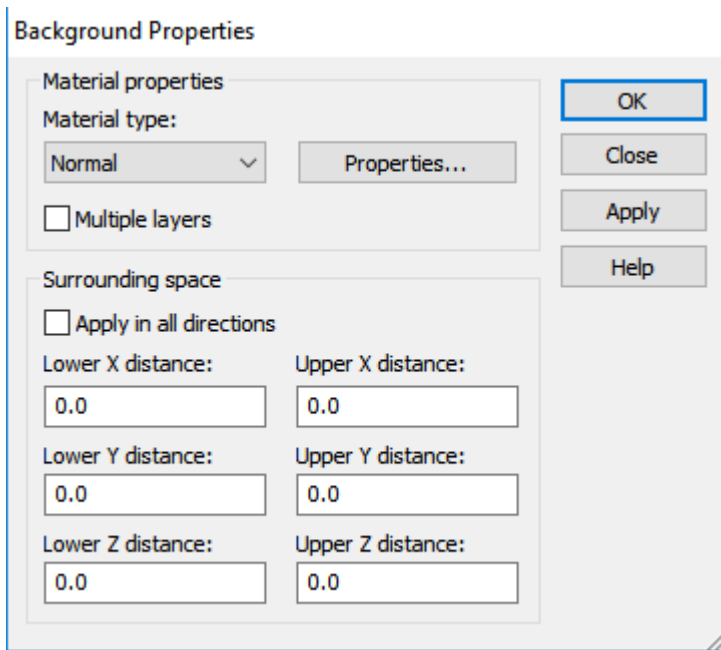 Background Properties
Material properties
Material type:
Normal
Properties...
Multiple layers
OK
Close
Apply
Help
Surrounding space
Apply in all directions
Lower X distance: Upper X distance:
0.0 0.0
Lower Y distance: Upper Y distance:
0.0 0.0
Lower Z distance: Upper Z distance:
0.0 0.0